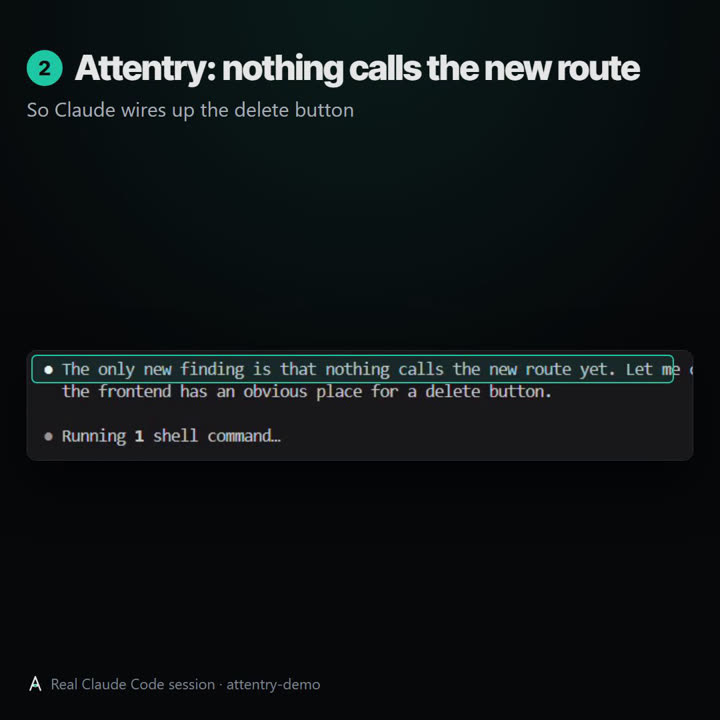 2 Attentry: nothing calls the new route
So Claude wires up the delete button
The only new finding is that nothing calls the new route yet. Let me
the frontend has an obvious place for a delete button.
Running 1 shell command…
Real Claude Code session · attentry-demo